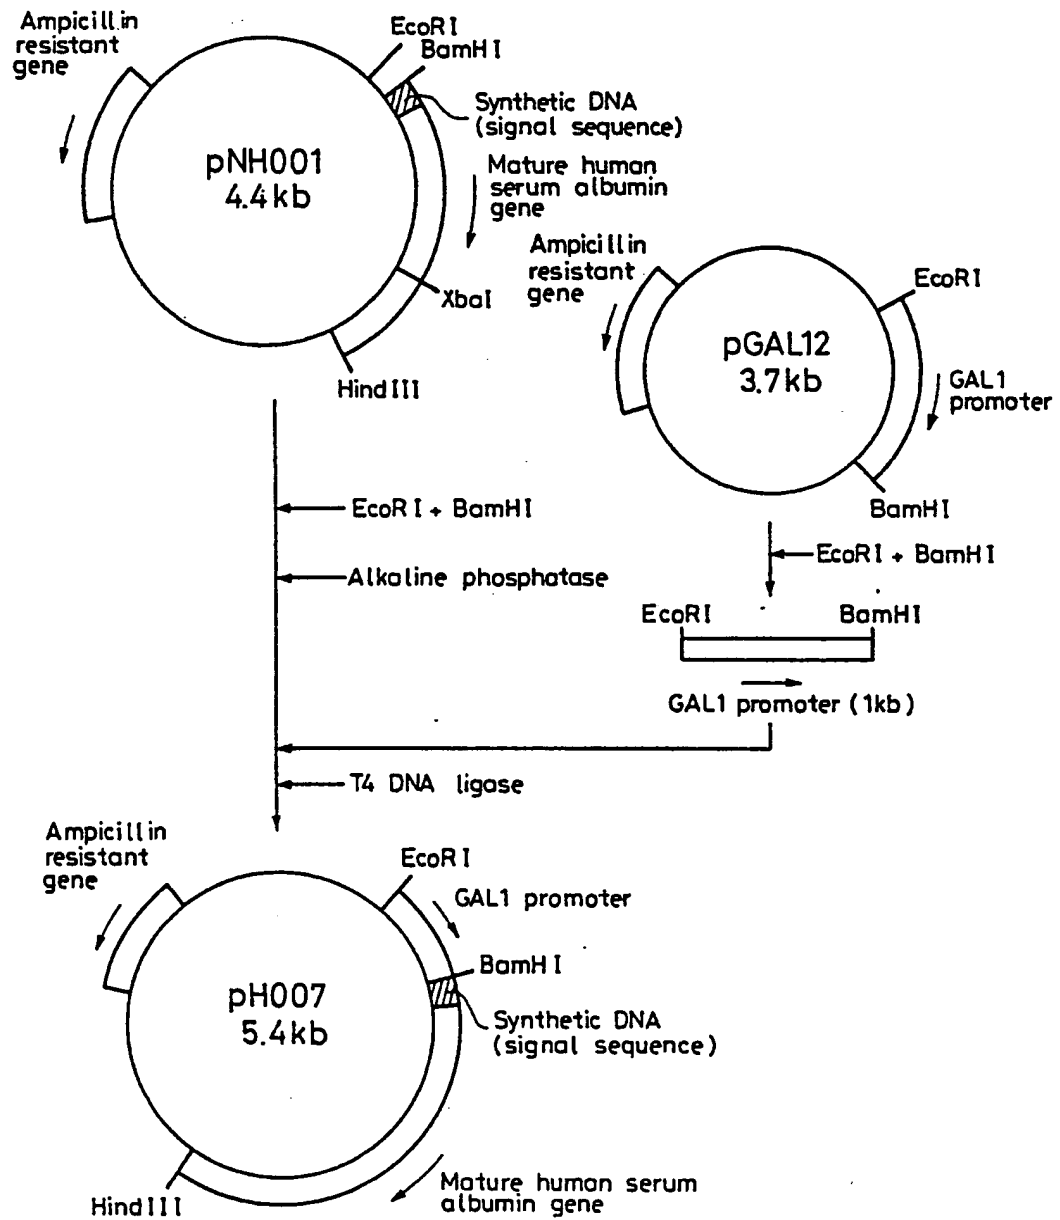 Ampicillin
resistant
gene
EcoRI
BamHI
Synthetic DNA
(signal sequence)
pNH001
4.4kb
Mature human
serum albumin
gene
XbaI
HindIII
Ampicillin
resistant
gene
EcoRI
pGAL12
3.7kb
GAL1
promoter
BamHI
EcoRI + BamHI
Alkaline phosphatase
EcoRI + BamHI
EcoRI
BamHI
GAL1 promoter (1kb)
T4 DNA ligase
Ampicillin
resistant
gene
EcoRI
GAL1 promoter
BamHI
pH007
5.4kb
Synthetic DNA
(signal sequence)
HindIII
Mature human serum
albumin gene